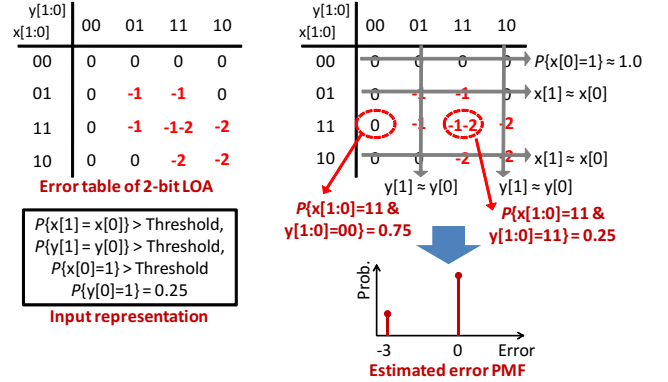 y[1:0]
x[1:0]
00 01 11 10
00 0 0 0 0
01 0 -1 -1 0
11 0 -1 -1-2 -2
10 0 0 -2 -2
Error table of 2-bit LOA
P{x[1] = x[0]} > Threshold,
P{y[1] = y[0]} > Threshold,
P{x[0]=1} > Threshold
P{y[0]=1} = 0.25
Input representation
y[1:0]
x[1:0]
00 01 11 10
00 0 0 0 0 P{x[0]=1} ≈ 1.0
01 0 -1 -1 0 x[1] ≈ x[0]
11 0 -1 -1-2 -2
10 0 0 -2 -2 x[1] ≈ x[0]
y[1] ≈ y[0] y[1] ≈ y[0]
P{x[1:0]=11 &
y[1:0]=00} = 0.75
P{x[1:0]=11 &
y[1:0]=11} = 0.25
Prob.
-3 0 Error
Estimated error PMF